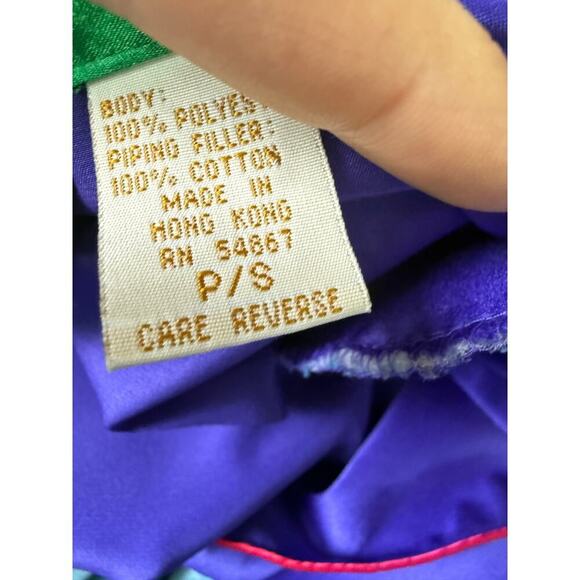 BODY:
100% POLYES
PIPING FILLER:
100% COTTON
MADE IN
HONG KONG
RN 54867
P/S
CARE REVERSE